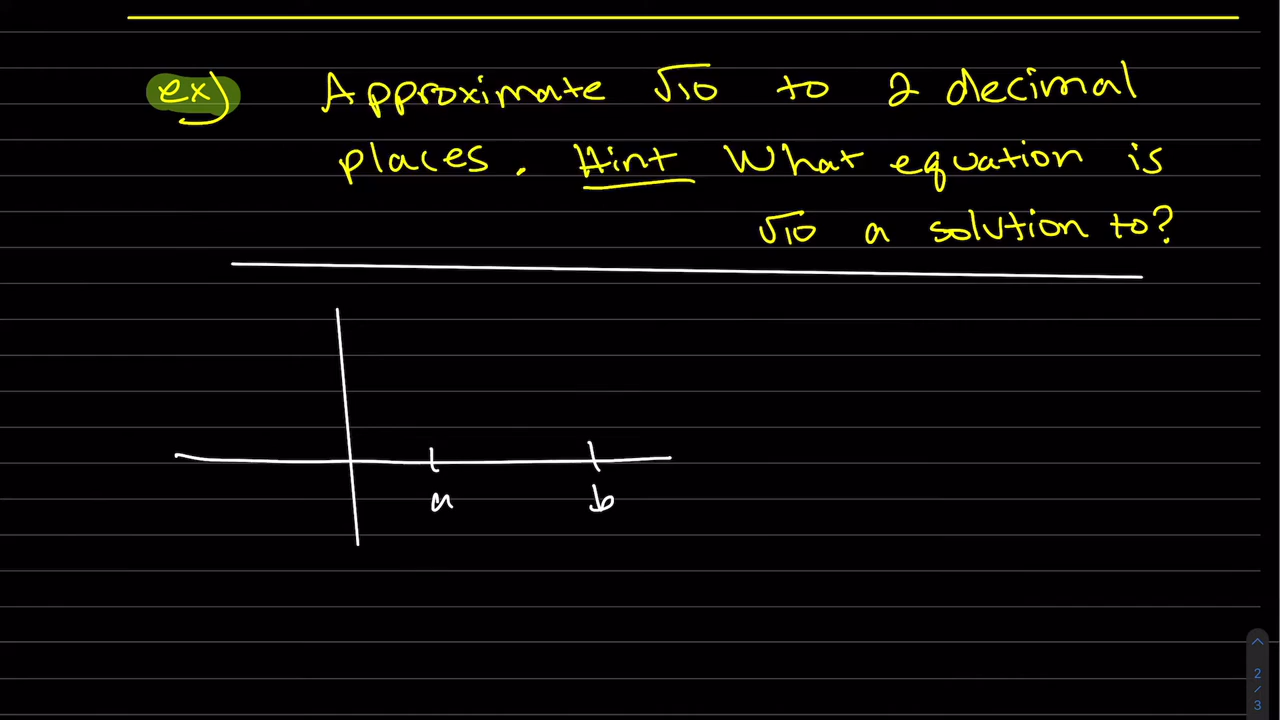 ex) Approximate √10 to 2 decimal
places. Hint What equation is
√10 a solution to?
a b
2
/
3